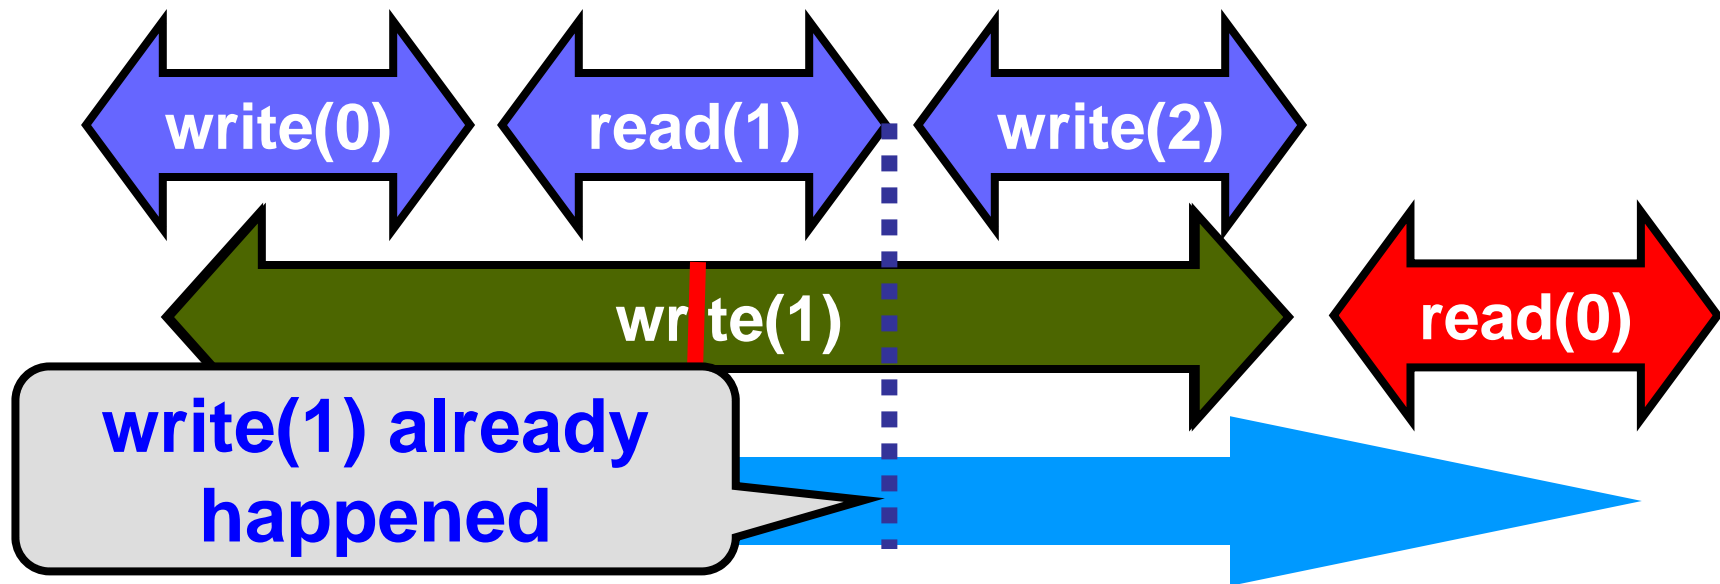 write(0) read(1) write(2)
write(1) read(0)
write(1) already
happened